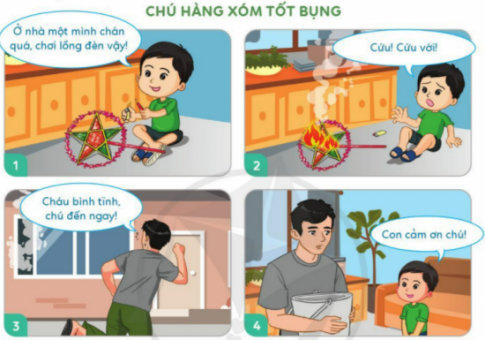 CHÚ HÀNG XÓM TỐT BỤNG
Ở nhà một mình chán
quá, chơi lồng đèn vậy!
1
Cứu! Cứu với!
2
Cháu bình tĩnh,
chú đến ngay!
3
Con cảm ơn chú!
4